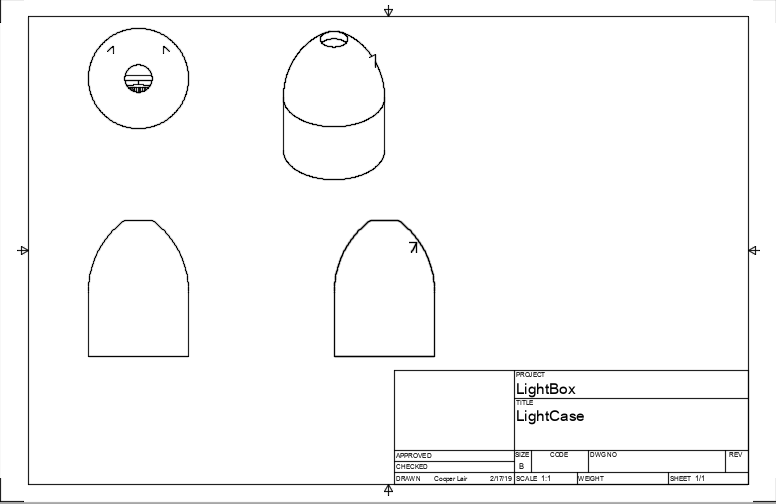 PROJECT
LightBox
TITLE
LightCase
APPROVED
SIZE CODE DWG NO REV
CHECKED
B
DRAWN Cooper Lair 2/17/19 SCALE 1:1 WEIGHT SHEET 1/1